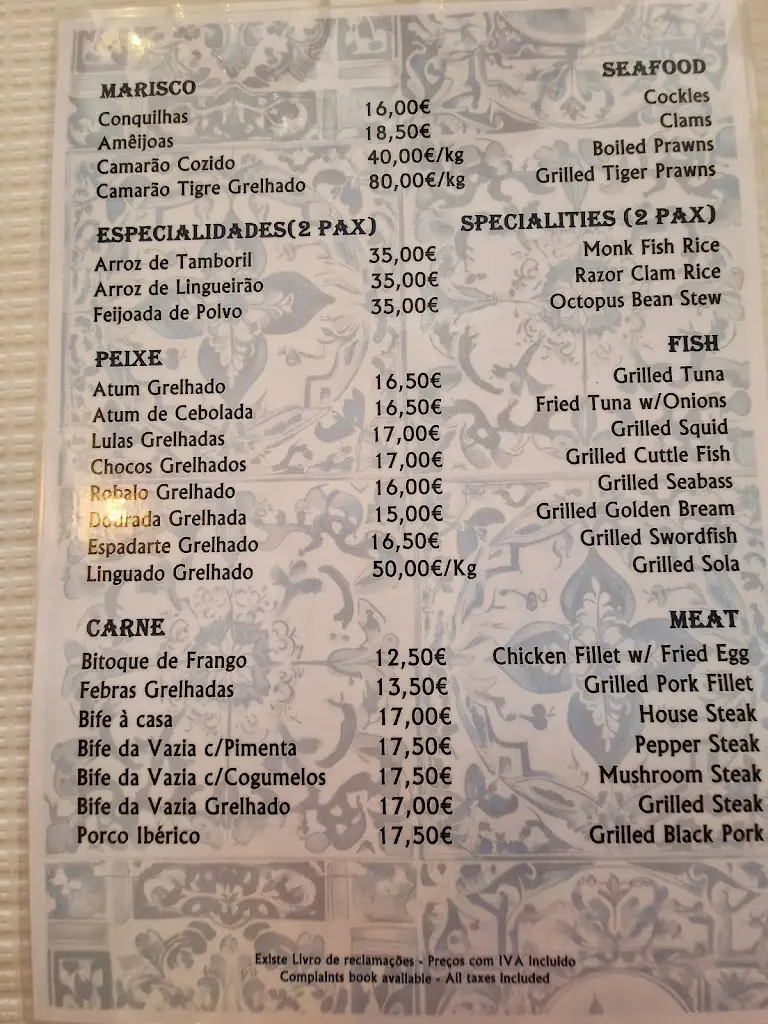 MARISCO SEAFOOD
Conquilhas 16,00€ Cockles
Amêijoas 18,50€ Clams
Camarão Cozido 40,00€/kg Boiled Prawns
Camarão Tigre Grelhado 80,00€/kg Grilled Tiger Prawns
ESPECIALIDADES(2 PAX) SPECIALITIES (2 PAX)
Arroz de Tamboril 35,00€ Monk Fish Rice
Arroz de Lingueirão 35,00€ Razor Clam Rice
Feijoada de Polvo 35,00€ Octopus Bean Stew
PEIXE FISH
Atum Grelhado 16,50€ Grilled Tuna
Atum de Cebolada 16,50€ Fried Tuna w/Onions
Lulas Grelhadas 17,00€ Grilled Squid
Chocos Grelhados 17,00€ Grilled Cuttle Fish
Robalo Grelhado 16,00€ Grilled Seabass
Dourada Grelhada 15,00€ Grilled Golden Bream
Espadarte Grelhado 16,50€ Grilled Swordfish
Linguado Grelhado 50,00€/Kg Grilled Sola
CARNE MEAT
Bitoque de Frango 12,50€ Chicken Fillet w/ Fried Egg
Febras Grelhadas 13,50€ Grilled Pork Fillet
Bife à casa 17,00€ House Steak
Bife da Vazia c/Pimenta 17,50€ Pepper Steak
Bife da Vazia c/Cogumelos 17,50€ Mushroom Steak
Bife da Vazia Grelhado 17,00€ Grilled Steak
Porco Ibérico 17,50€ Grilled Black Pork
Existe Livro de reclamações - Preços com IVA Incluido
Complaints book available - All taxes Included